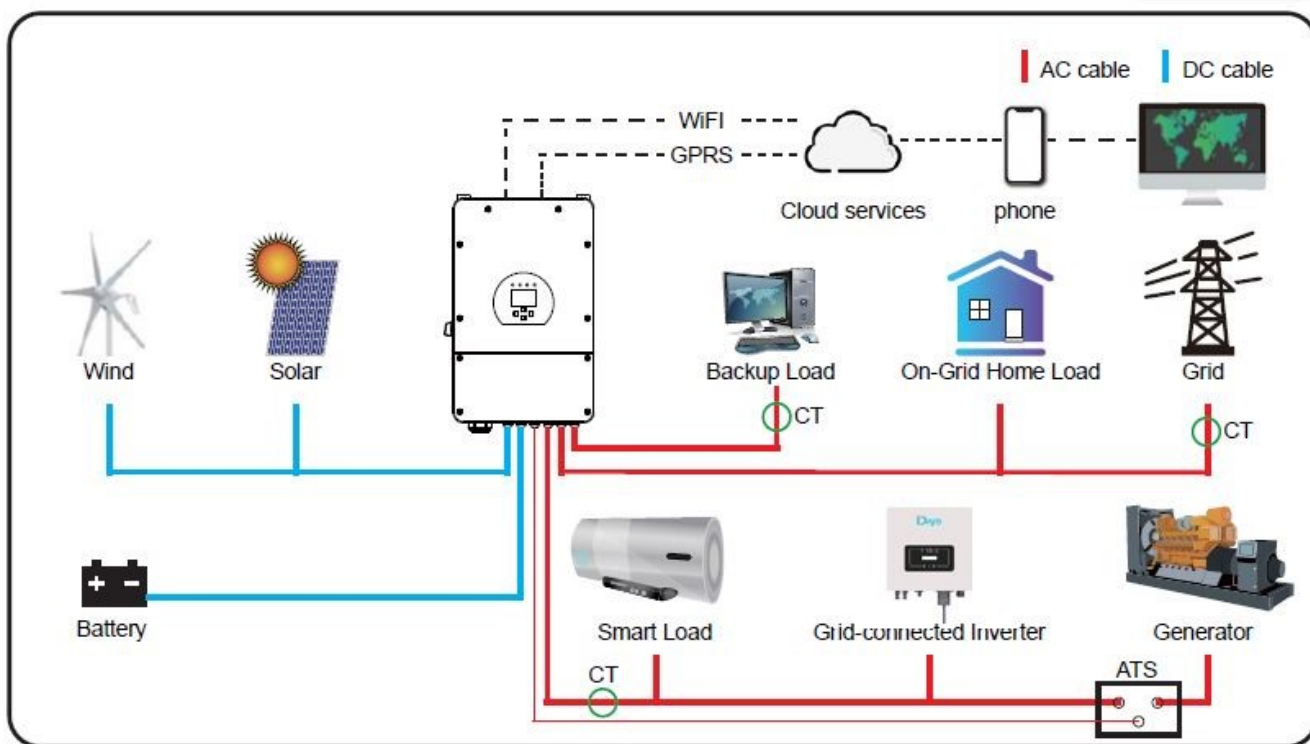 AC cable
DC cable
WiFI
GPRS
Cloud services
phone
Wind
Solar
Backup Load
On-Grid Home Load
Grid
CT
CT
Battery
Deye
Smart Load
Grid-connected Inverter
Generator
CT
ATS